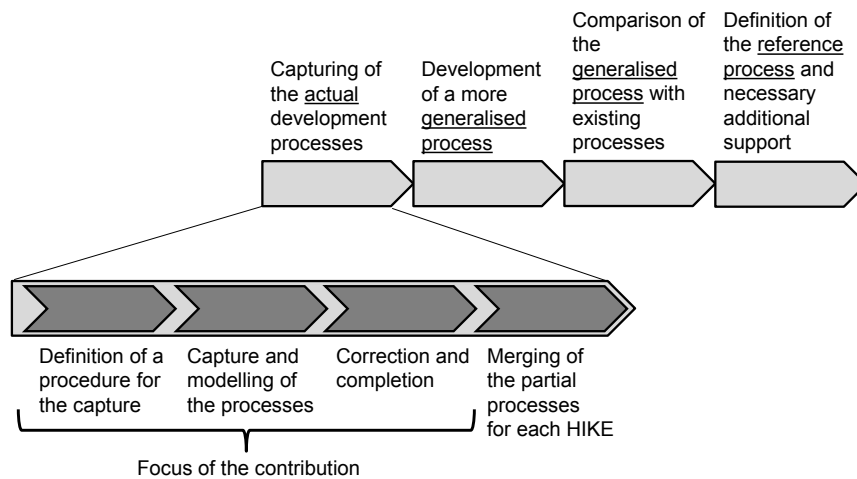 Capturing of
the actual
development
processes
Development
of a more
generalised
process
Comparison of
the
generalised
process with
existing
processes
Definition of
the reference
process and
necessary
additional
support
Definition of a
procedure for
the capture
Capture and
modelling of
the processes
Correction and
completion
Merging of
the partial
processes
for each HIKE
Focus of the contribution